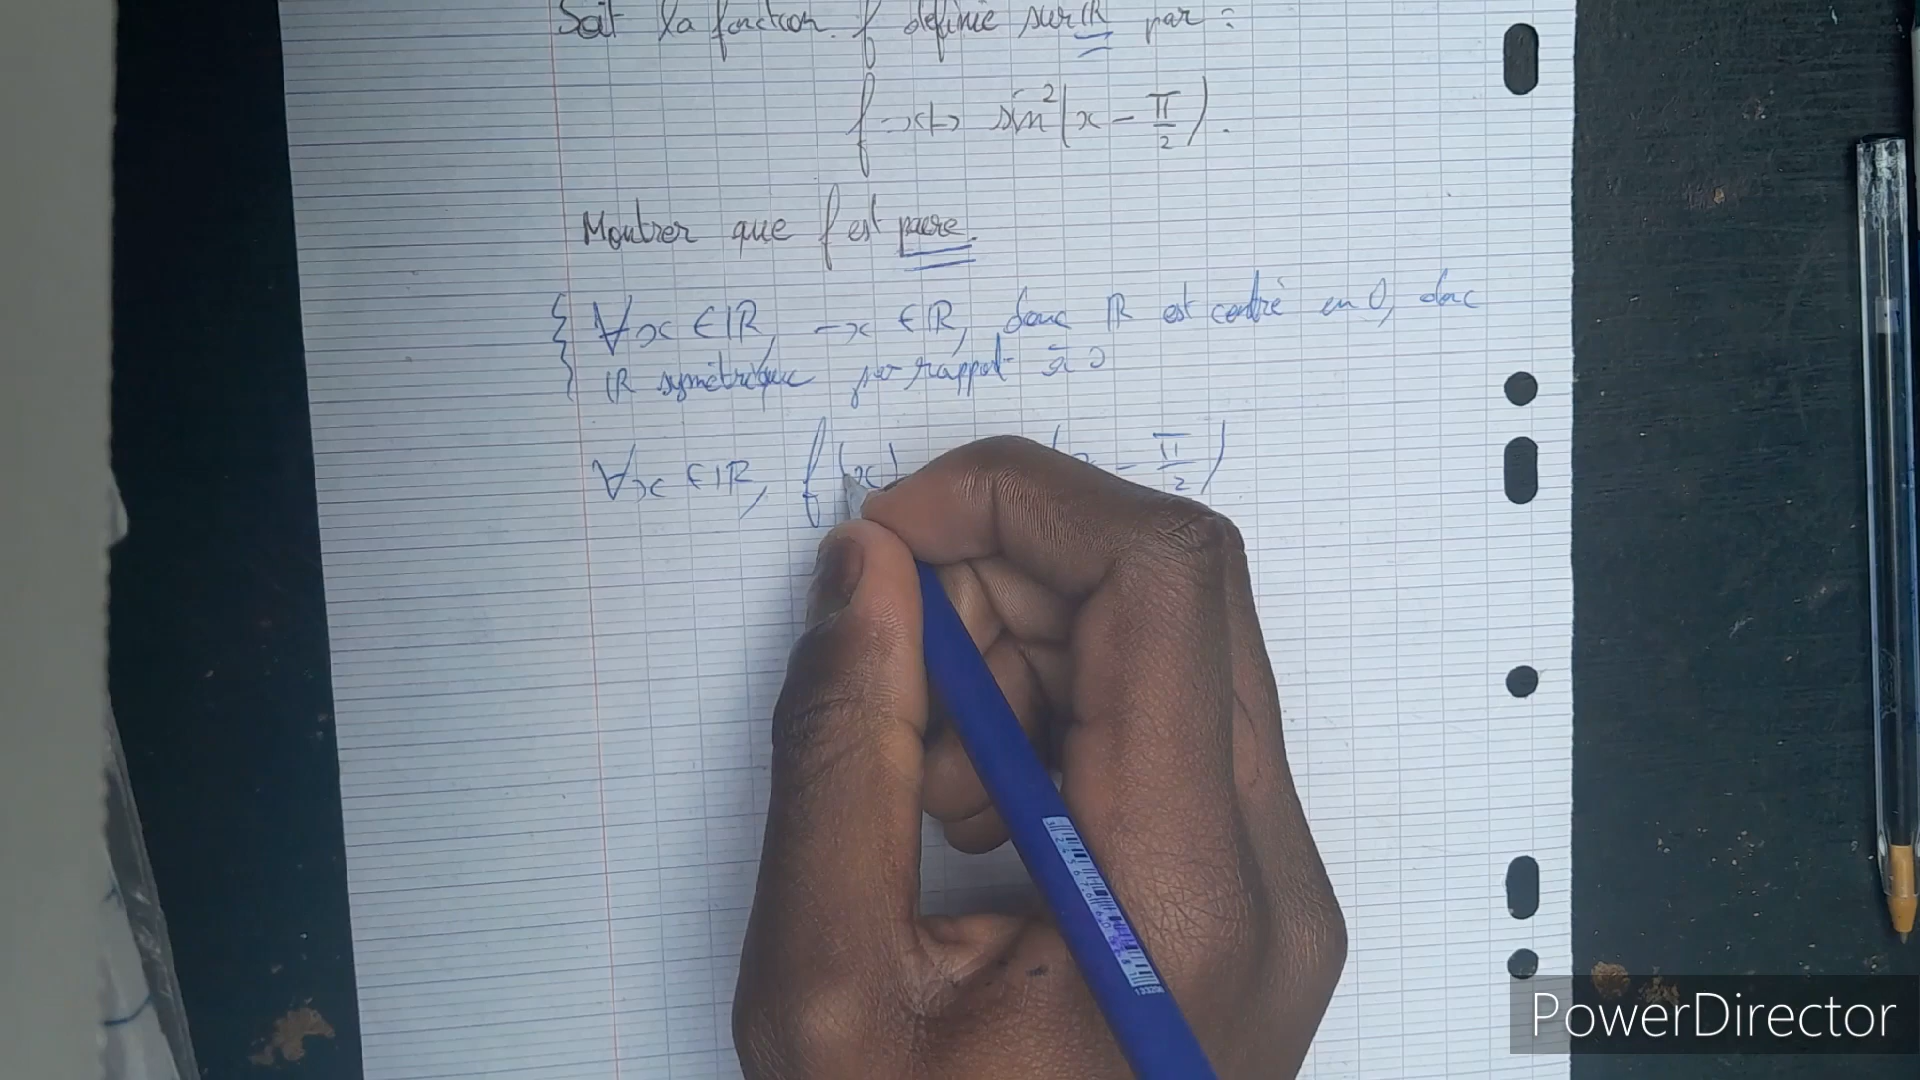 Soit la fonction f définie sur ℝ par :
f : x ↦ sin²(x − π/2).
Montrer que f est paire.
∀x ∈ ℝ, −x ∈ ℝ, donc ℝ est centré en 0, donc
ℝ symétrique par rapport à 0
∀x ∈ ℝ, f(x) − π/2)
PowerDirector